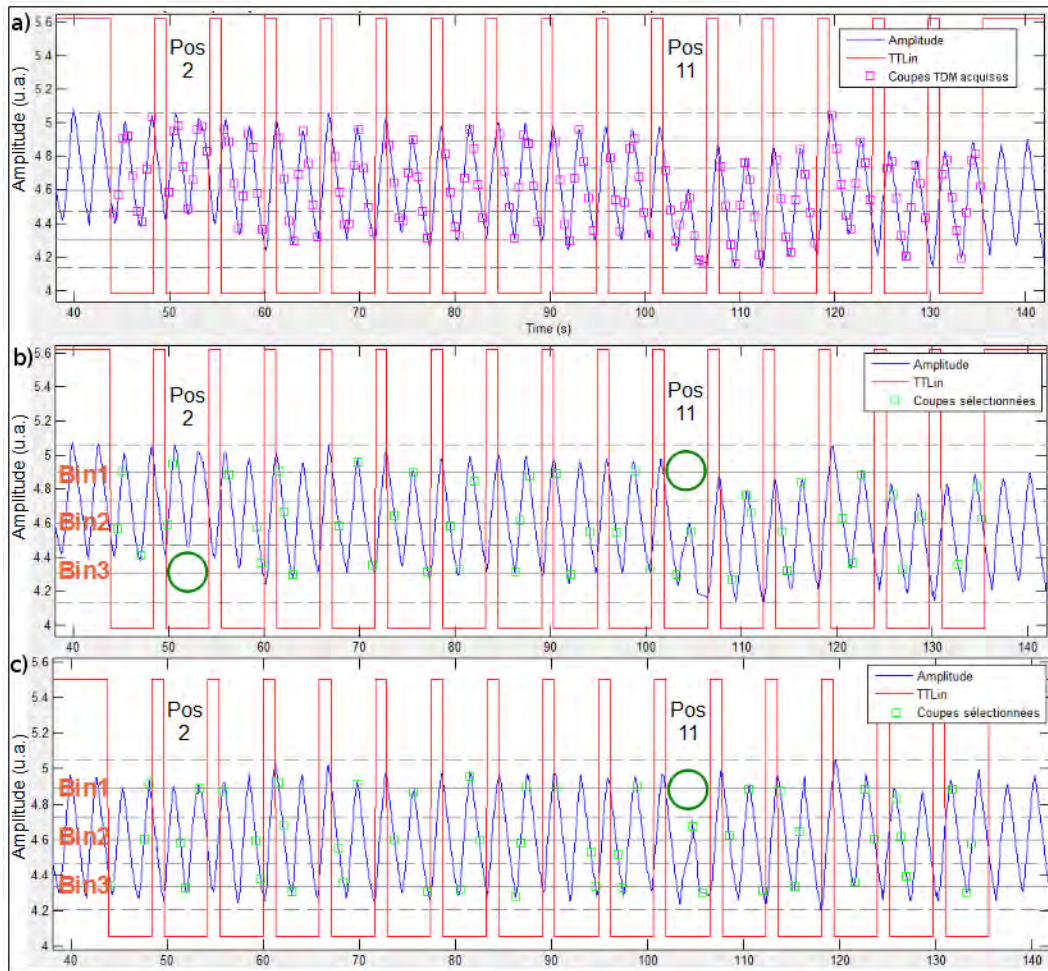 a)
5.6
5.4
5.2
5
4.8
4.6
4.4
4.2
4
Amplitude (u.a.)
Pos
2
Pos
11
Amplitude
TTLin
Coupes TDM acquises
40 50 60 70 80 90 100 110 120 130 140
Time (s)
b)
5.6
5.4
5.2
5
4.8
4.6
4.4
4.2
4
Amplitude (u.a.)
Pos
2
Pos
11
Amplitude
TTLin
Coupes sélectionnées
Bin1
Bin2
Bin3
40 50 60 70 80 90 100 110 120 130 140
c)
5.6
5.4
5.2
5
4.8
4.6
4.4
4.2
4
Amplitude (u.a.)
Pos
2
Pos
11
Amplitude
TTLin
Coupes sélectionnées
Bin1
Bin2
Bin3
40 50 60 70 80 90 100 110 120 130 140